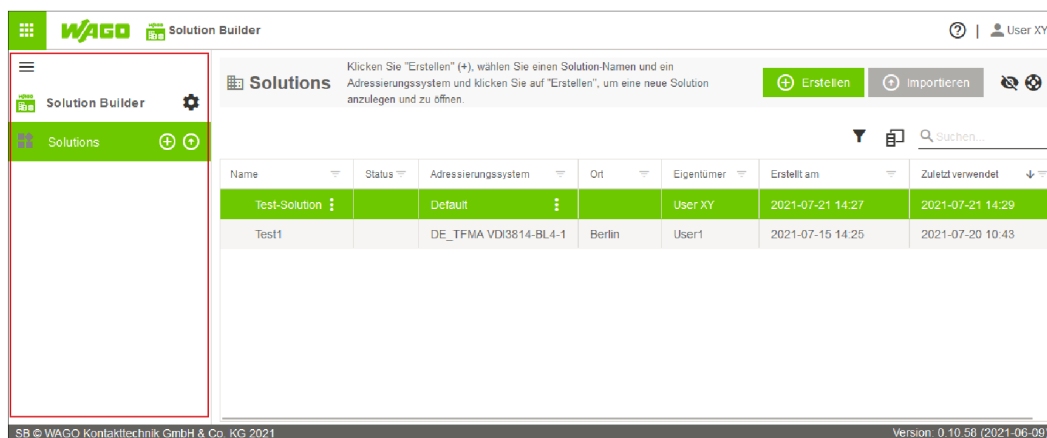 WAGO Solution Builder User XY
Solution Builder
Solutions
Solutions
Klicken Sie "Erstellen" (+), wählen Sie einen Solution-Namen und ein
Adressierungssystem und klicken Sie auf "Erstellen", um eine neue Solution
anzulegen und zu öffnen.
Erstellen Importieren
Suchen...
Name Status Adressierungssystem Ort Eigentümer Erstellt am Zuletzt verwendet
Test-Solution Default User XY 2021-07-21 14:27 2021-07-21 14:29
Test1 DE_TFMA VDI3814-BL4-1 Berlin User1 2021-07-15 14:25 2021-07-20 10:43
SB © WAGO Kontakttechnik GmbH & Co. KG 2021 Version: 0.10.58 (2021-06-09)